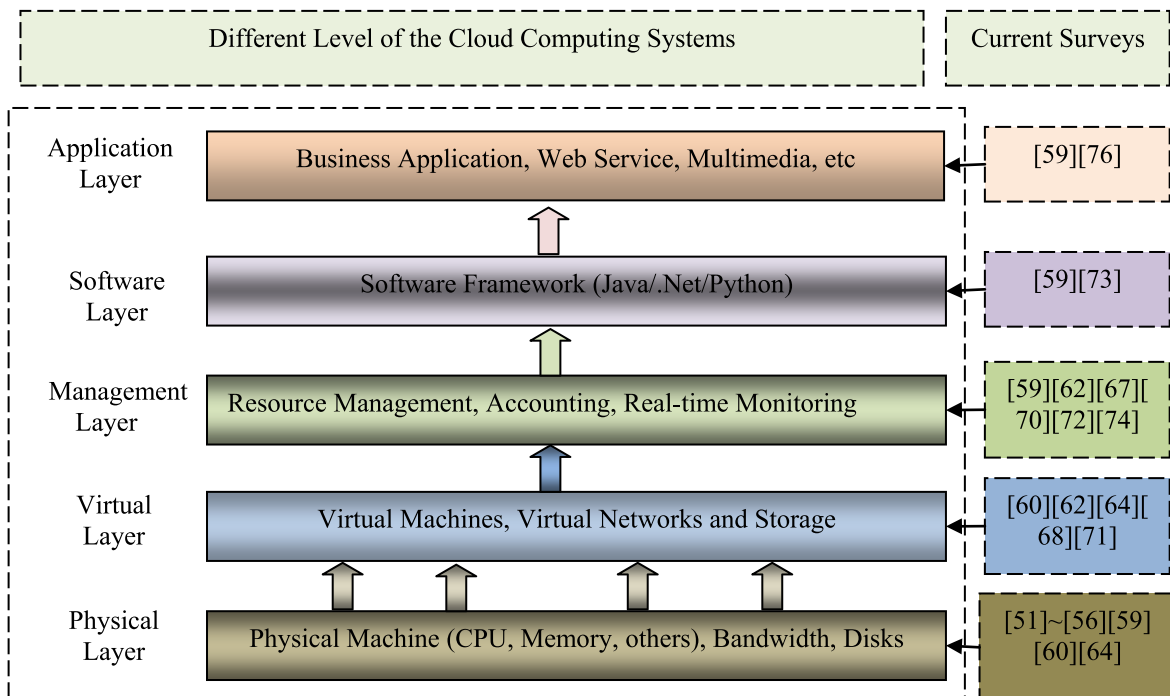 Different Level of the Cloud Computing Systems
Current Surveys
Application
Layer
Business Application, Web Service, Multimedia, etc
[59][76]
Software
Layer
Software Framework (Java/.Net/Python)
[59][73]
Management
Layer
Resource Management, Accounting, Real-time Monitoring
[59][62][67][
70][72][74]
Virtual
Layer
Virtual Machines, Virtual Networks and Storage
[60][62][64][
68][71]
Physical
Layer
Physical Machine (CPU, Memory, others), Bandwidth, Disks
[51]~[56][59]
[60][64]